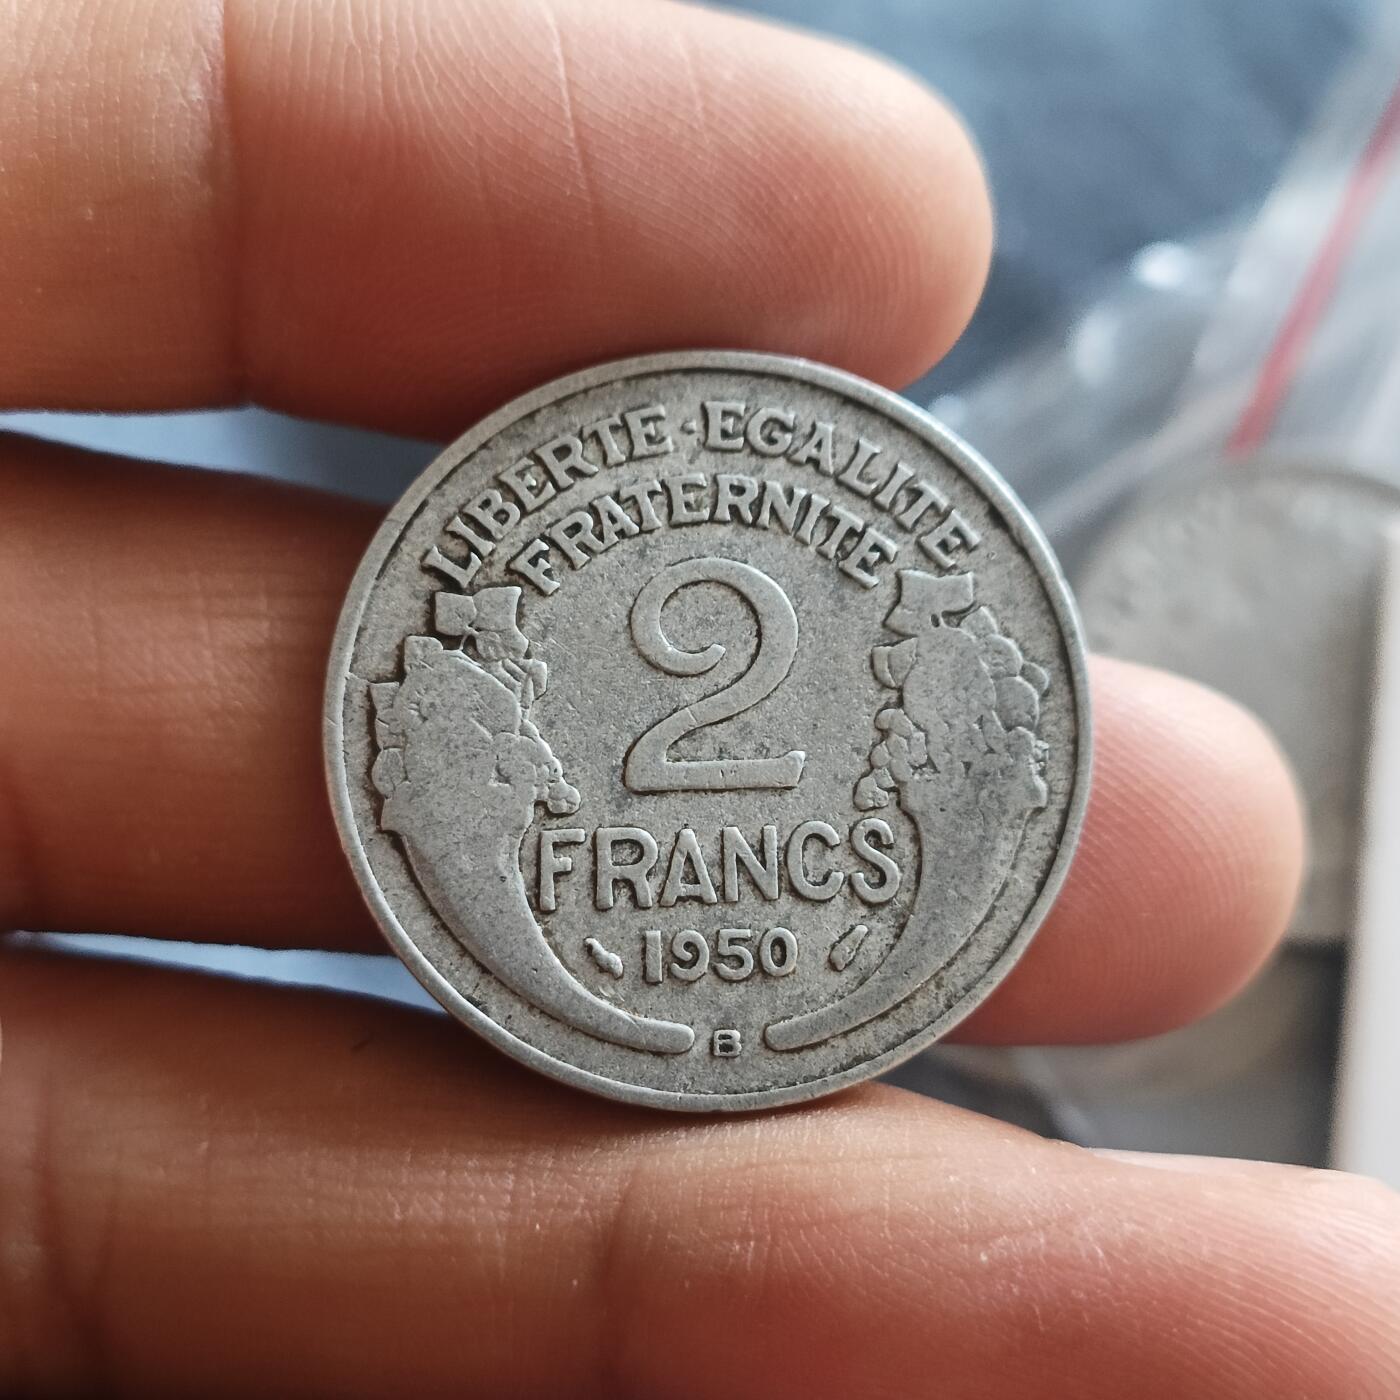 LIBERTE·EGALITE
FRATERNITE
2
FRANCS
1950
B